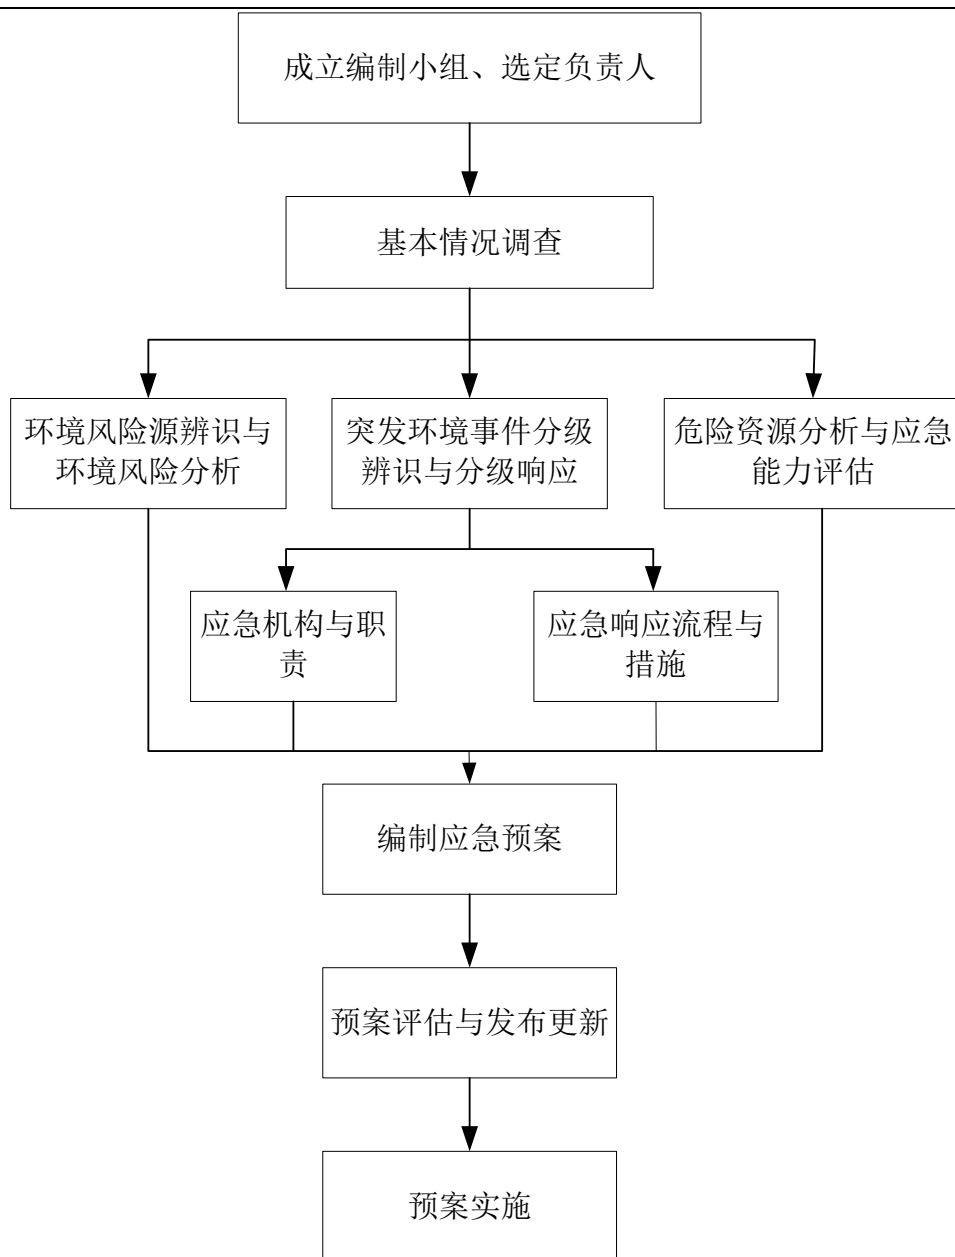 成立编制小组、选定负责人
基本情况调查
环境风险源辨识与
环境风险分析
突发环境事件分级
辨识与分级响应
危险资源分析与应急
能力评估
应急机构与职
责
应急响应流程与
措施
编制应急预案
预案评估与发布更新
预案实施